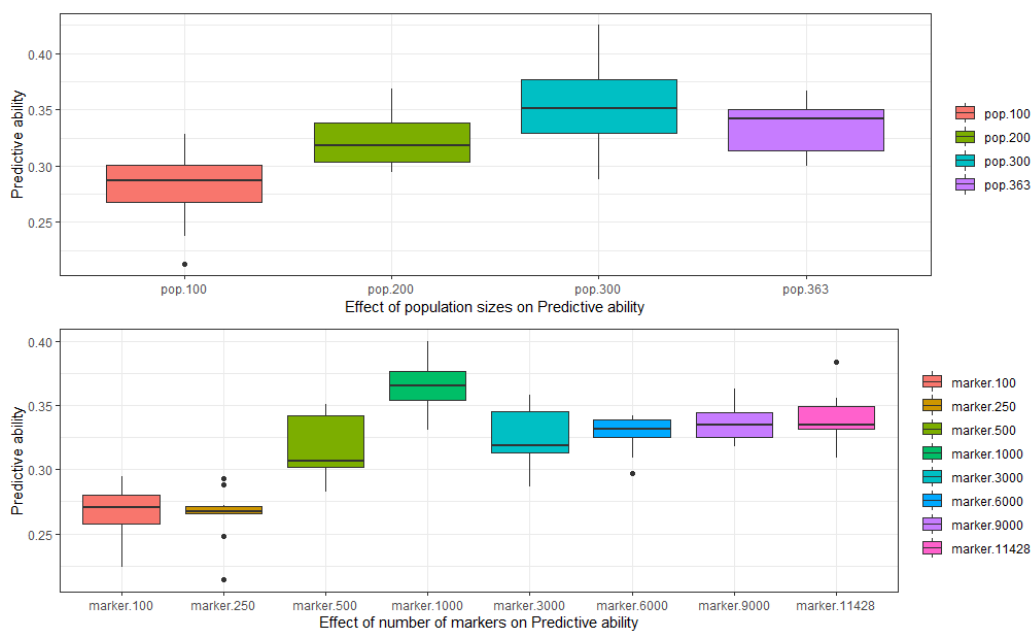 Predictive ability
0.40
0.35
0.30
0.25
pop.100
pop.200
pop.300
pop.363
Effect of population sizes on Predictive ability
pop.100
pop.200
pop.300
pop.363
Predictive ability
0.40
0.35
0.30
0.25
marker.100
marker.250
marker.500
marker.1000
marker.3000
marker.6000
marker.9000
marker.11428
Effect of number of markers on Predictive ability
marker.100
marker.250
marker.500
marker.1000
marker.3000
marker.6000
marker.9000
marker.11428